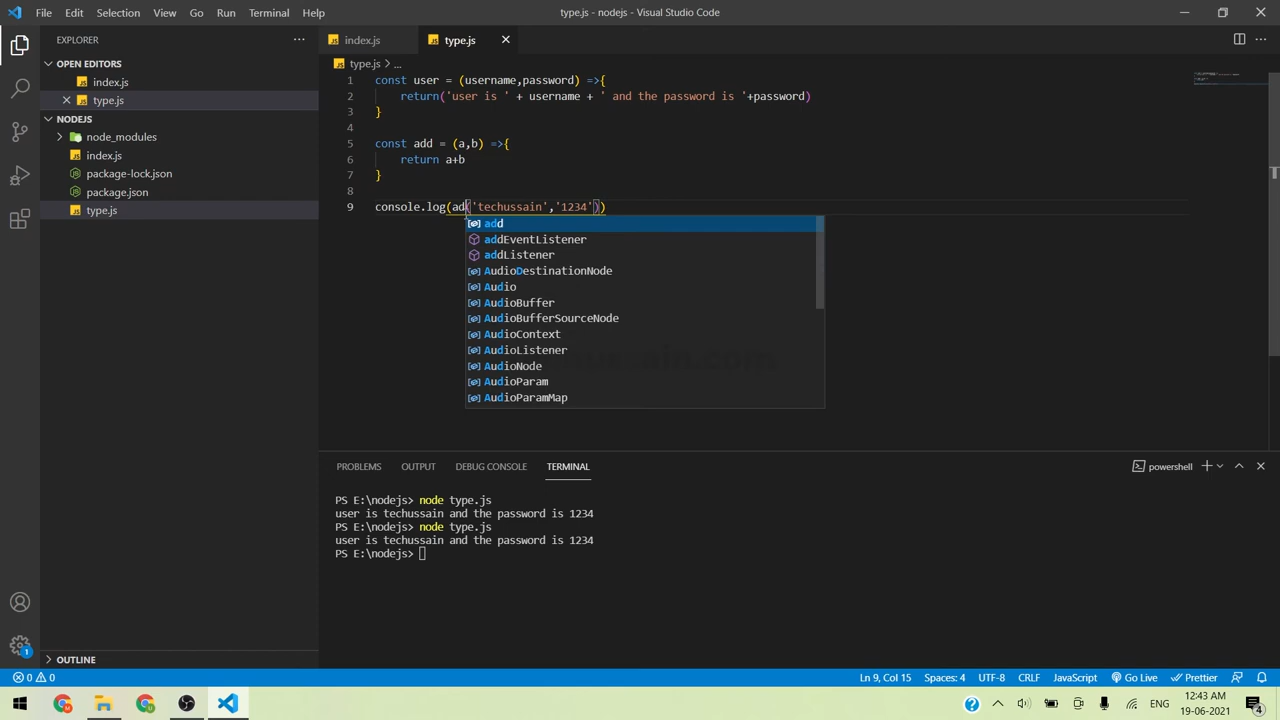 File Edit Selection View Go Run Terminal Help type.js - nodejs - Visual Studio Code
EXPLORER
OPEN EDITORS
index.js
type.js
NODEJS
node_modules
index.js
package-lock.json
package.json
type.js
OUTLINE
index.js type.js
type.js > ...
1 const user = (username,password) =>{
2 return('user is ' + username + ' and the password is '+password)
3 }
4
5 const add = (a,b) =>{
6 return a+b
7 }
8
9 console.log(ad('techussain','1234'))
add
addEventListener
addListener
AudioDestinationNode
Audio
AudioBuffer
AudioBufferSourceNode
AudioContext
AudioListener
AudioNode
AudioParam
AudioParamMap
PROBLEMS OUTPUT DEBUG CONSOLE TERMINAL powershell
PS E:\nodejs> node type.js
user is techussain and the password is 1234
PS E:\nodejs> node type.js
user is techussain and the password is 1234
PS E:\nodejs>
0 0 Ln 9, Col 15 Spaces: 4 UTF-8 CRLF JavaScript Go Live Prettier
ENG 12:43 AM
19-06-2021
4
1